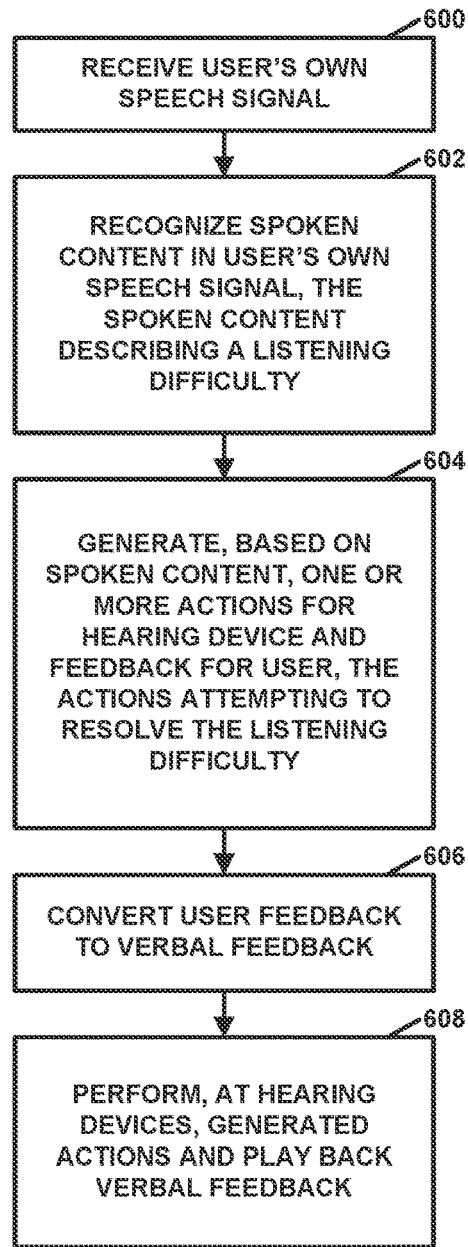 600
RECEIVE USER'S OWN
SPEECH SIGNAL
602
RECOGNIZE SPOKEN
CONTENT IN USER'S OWN
SPEECH SIGNAL, THE
SPOKEN CONTENT
DESCRIBING A LISTENING
DIFFICULTY
604
GENERATE, BASED ON
SPOKEN CONTENT, ONE OR
MORE ACTIONS FOR
HEARING DEVICE AND
FEEDBACK FOR USER, THE
ACTIONS ATTEMPTING TO
RESOLVE THE LISTENING
DIFFICULTY
606
CONVERT USER FEEDBACK
TO VERBAL FEEDBACK
608
PERFORM, AT HEARING
DEVICES, GENERATED
ACTIONS AND PLAY BACK
VERBAL FEEDBACK